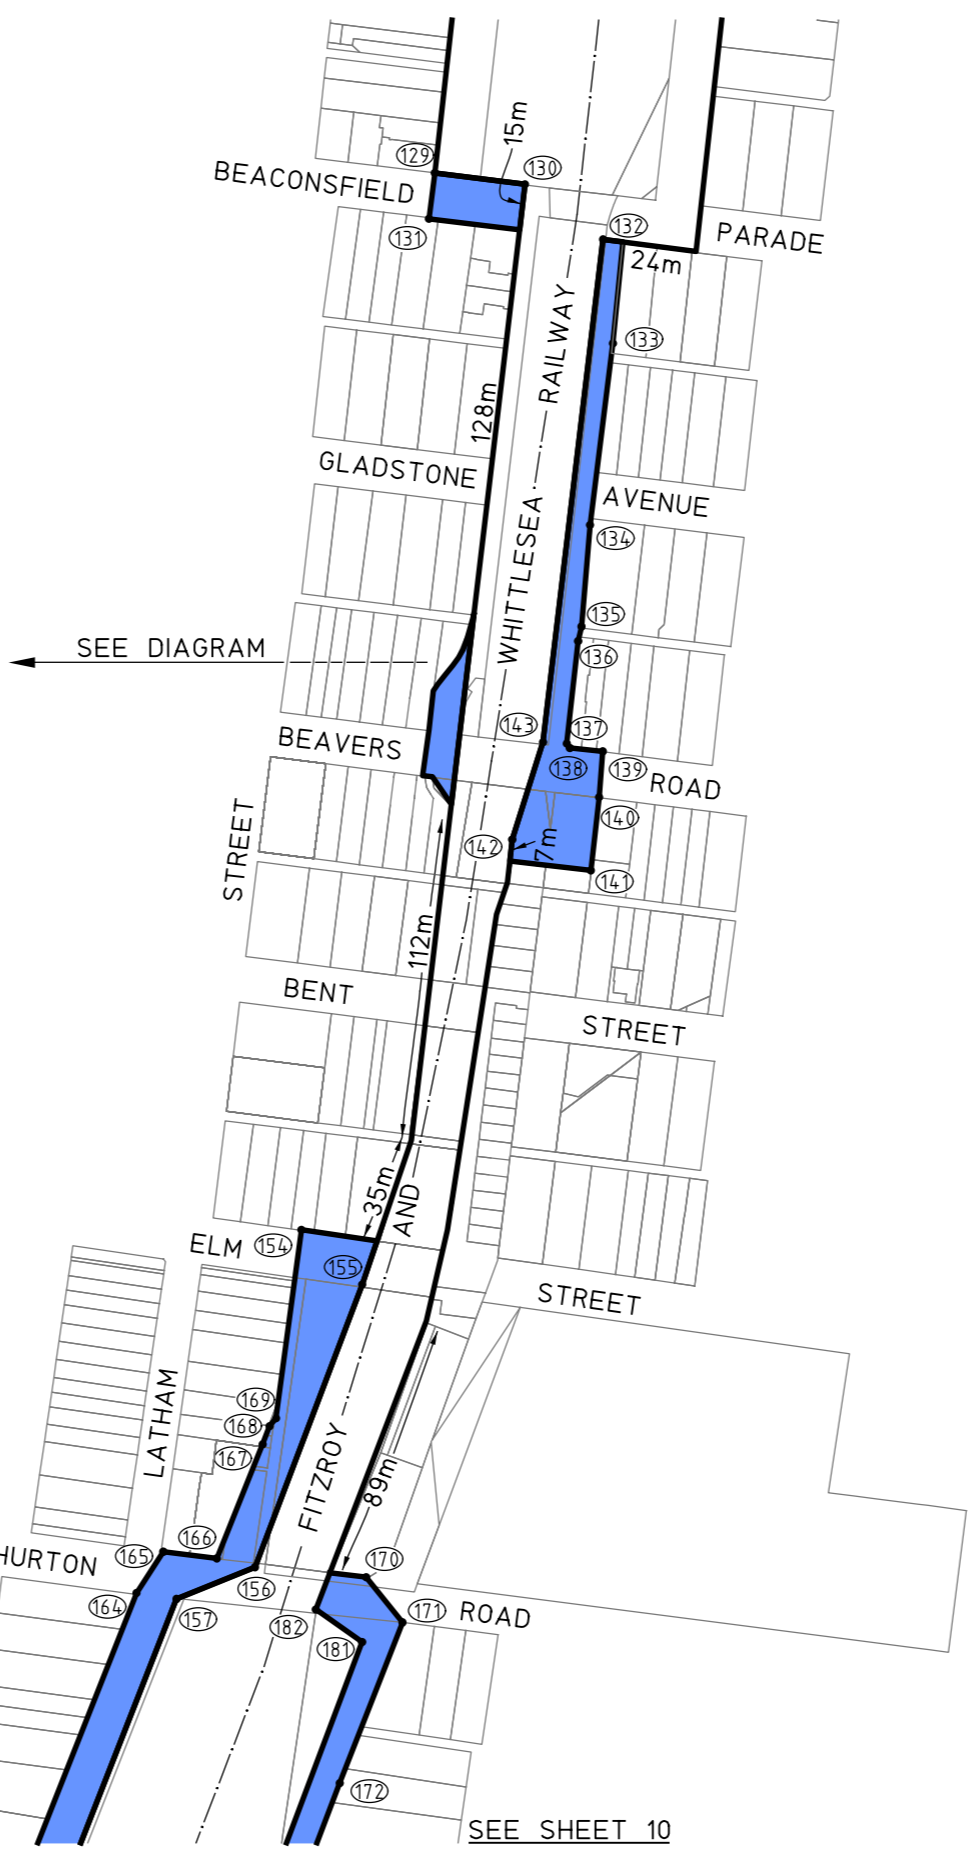 15m
129
130
BEACONSFIELD
131
132
PARADE
24m
133
RAILWAY
128m
GLADSTONE
AVENUE
WHITTLESEA
134
135
136
SEE DIAGRAM
143
137
BEAVERS
138
139
ROAD
STREET
140
142
7m
141
112m
BENT
STREET
35m
AND
ELM
154
155
STREET
LATHAM
169
168
167
FITZROY
89m
HURTON
165
166
170
164
156
157
182
171
ROAD
181
172
SEE SHEET 10